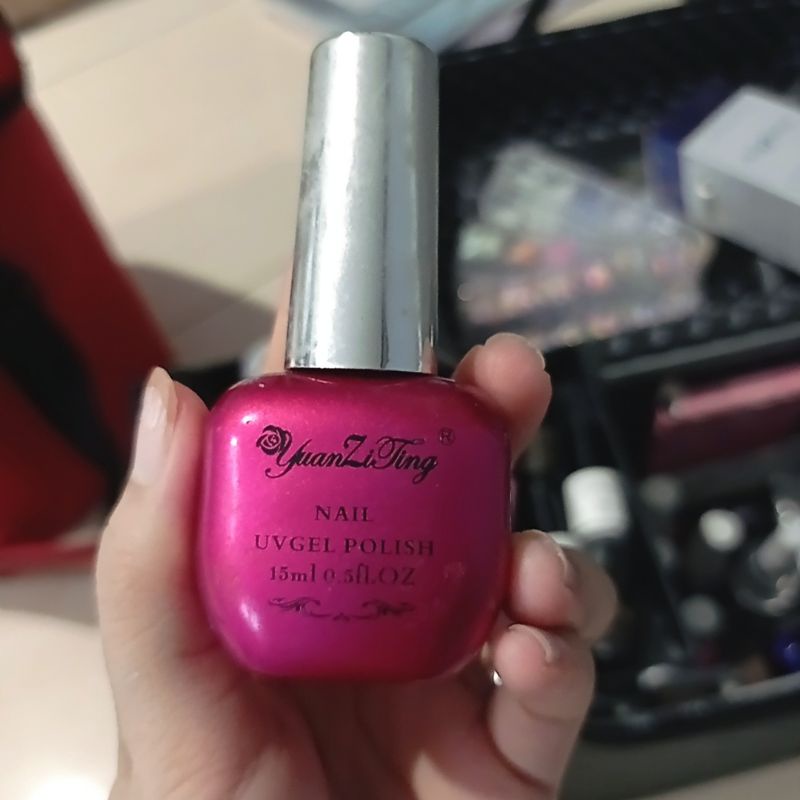 YuanZiTing®
NAIL
UVGEL POLISH
15ml 0.5fl.OZ